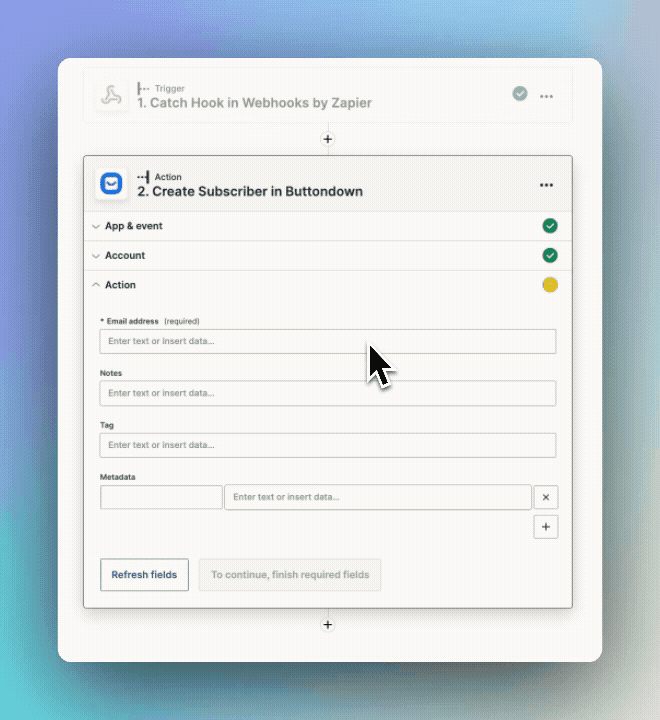 Trigger
1. Catch Hook in Webhooks by Zapier
Action
2. Create Subscriber in Buttondown
App & event
Account
Action
* Email address (required)
Enter text or insert data...
Notes
Enter text or insert data...
Tag
Enter text or insert data...
Metadata
Enter text or insert data...
Refresh fields
To continue, finish required fields